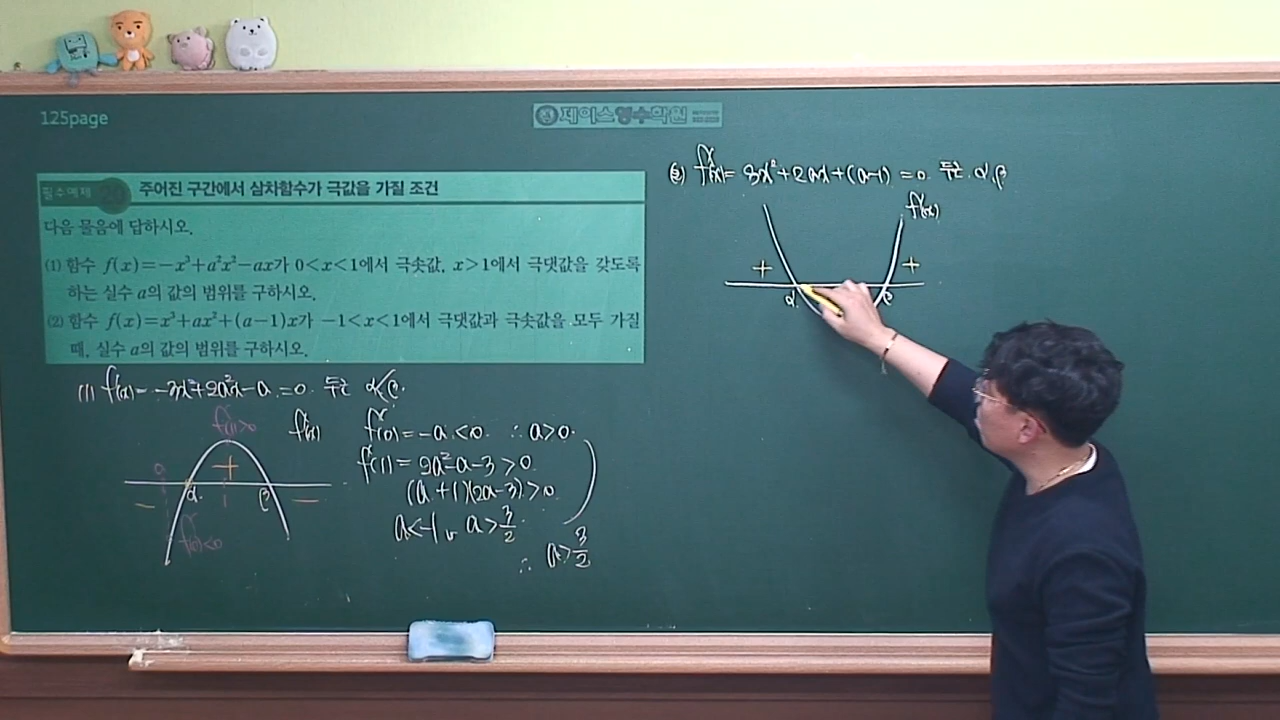 125page
제이스영수학원
필수예제
주어진 구간에서 삼차함수가 극값을 가질 조건
다음 물음에 답하시오.
(1) 함수 f(x)=-x³+a²x²-ax가 0<x<1에서 극솟값, x>1에서 극댓값을 갖도록
하는 실수 a의 값의 범위를 구하시오.
(2) 함수 f(x)=x³+ax²+(a-1)x가 -1<x<1에서 극댓값과 극솟값을 모두 가질
때, 실수 a의 값의 범위를 구하시오.
(1) f'(x)=-3x²+2a²x-a=0. 두근 α<β.
f'(1)>0
f'(x)
0
+
α
β
-
1
-
f'(0)<0
f'(0)=-a<0. ∴a>0.
f'(1)=2a²-a-3>0.
(a+1)(2a-3)>0.
a<-1 or a>3/2.
∴ a>3/2
(2) f'(x)=3x²+2ax+(a-1)=0. 두근. α,β
f'(x)
+
+
α
β